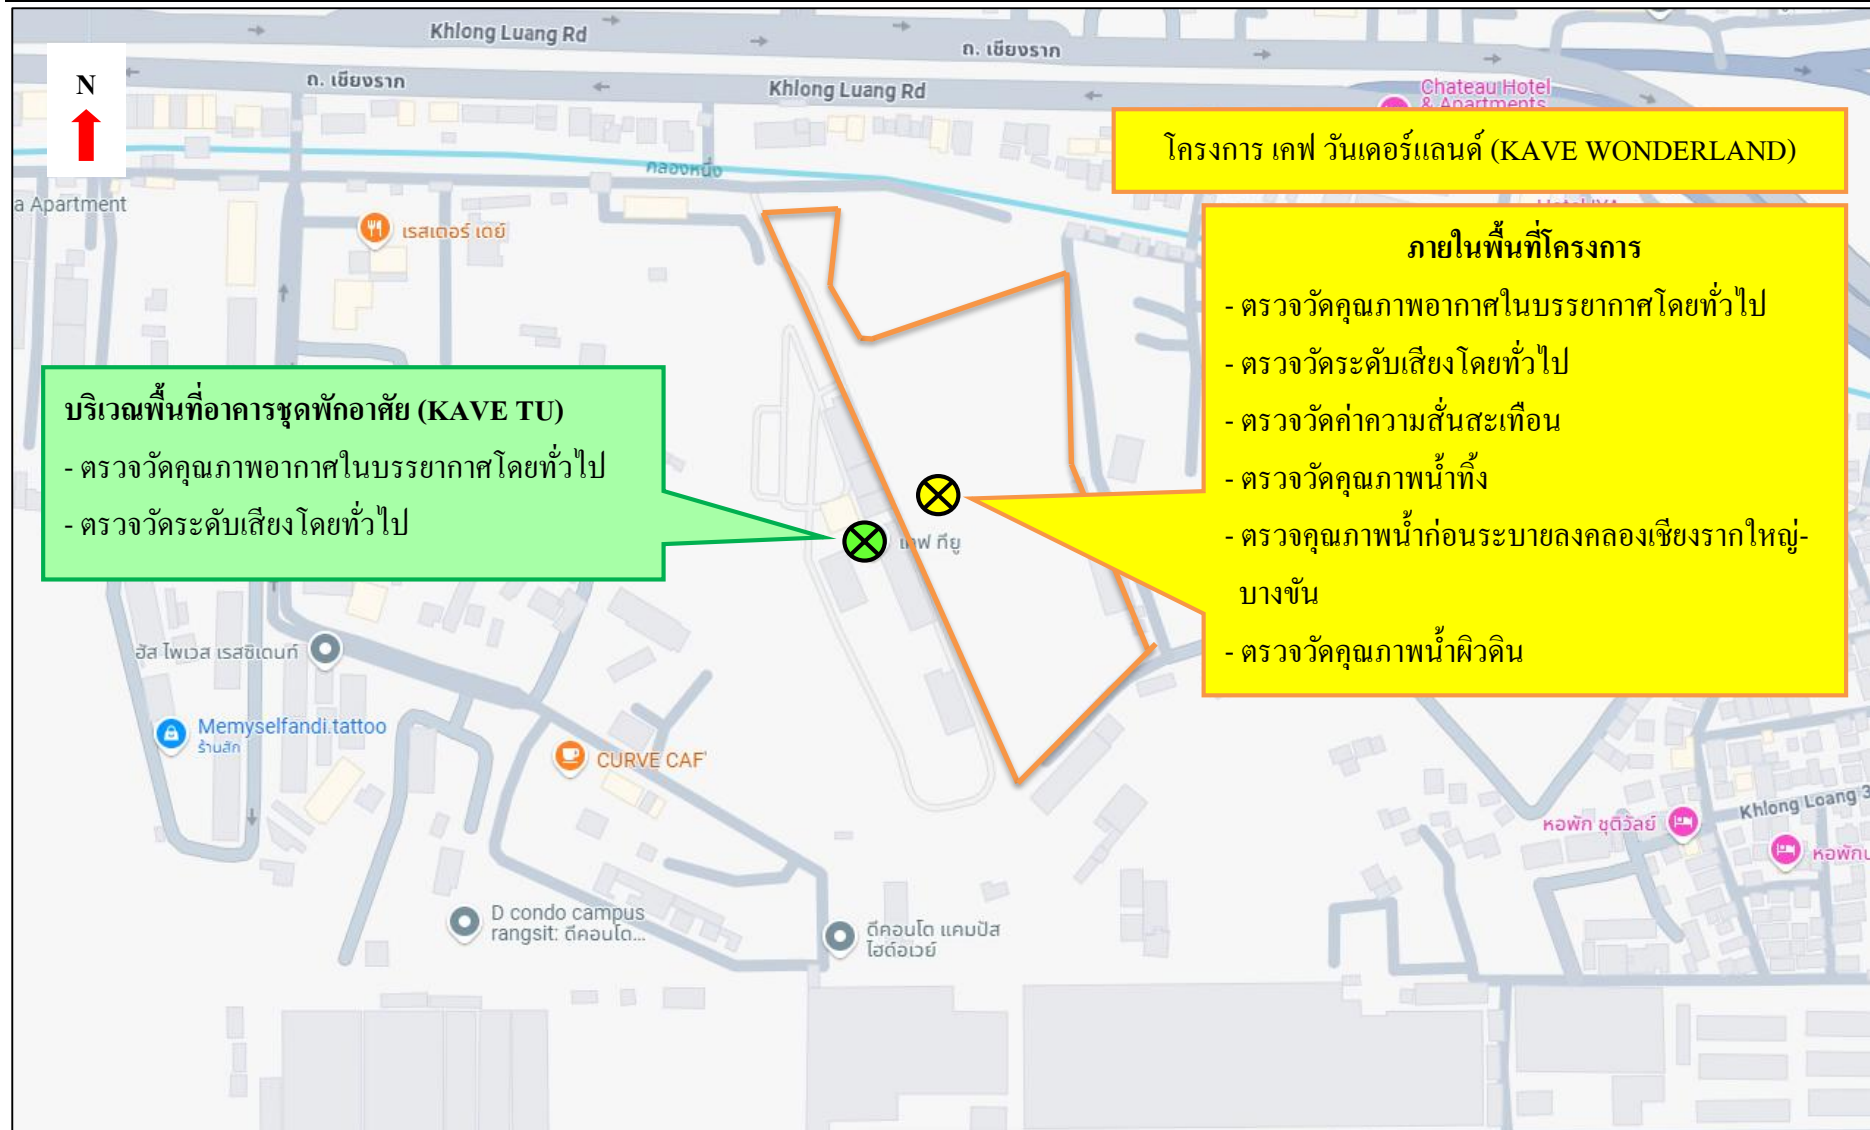 Khlong Luang Rd
ถ. เชียงราก
N
ถ. เชียงราก
Khlong Luang Rd
Chateau Hotel
& Apartments
โครงการ เคฟ วันเดอร์แลนด์ (KAVE WONDERLAND)
คลองหนึ่ง
a Apartment
เรสเตอร์ เดย์
ภายในพื้นที่โครงการ
- ตรวจวัดคุณภาพอากาศในบรรยากาศโดยทั่วไป
- ตรวจวัดระดับเสียงโดยทั่วไป
- ตรวจวัดค่าความสั่นสะเทือน
- ตรวจวัดคุณภาพน้ำทิ้ง
- ตรวจคุณภาพน้ำก่อนระบายลงคลองเชียงรากใหญ่-
บางขัน
- ตรวจวัดคุณภาพน้ำผิวดิน
บริเวณพื้นที่อาคารชุดพักอาศัย (KAVE TU)
- ตรวจวัดคุณภาพอากาศในบรรยากาศโดยทั่วไป
- ตรวจวัดระดับเสียงโดยทั่วไป
เคฟ ทียู
ฮัส ไพเวส เรสซิเดนท์
Memyselfandi.tattoo
ร้านสัก
CURVE CAF
Khlong Loang 3
หอพัก ชุติวัลย์
หอพักน
D condo campus
rangsit: ดีคอนโด...
ดีคอนโด แคมปัส
ไฮด์อเวย์